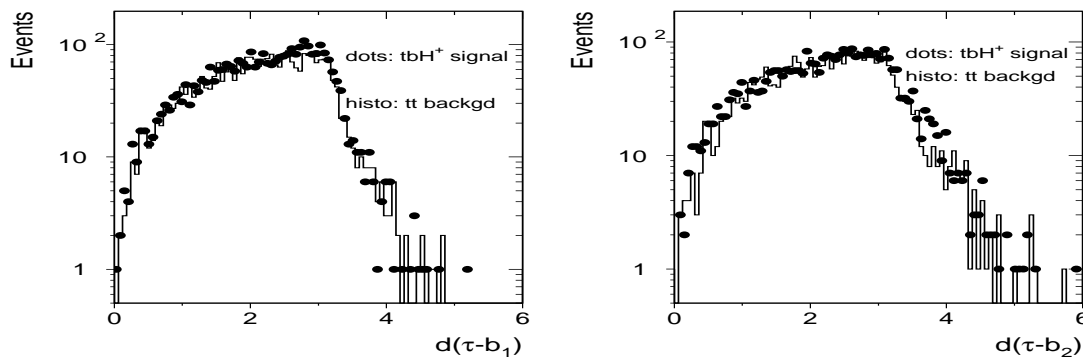 Events
10 2
10
1
dots: tbH+ signal
histo: tt backgd
0 2 4 6
d(τ-b1)
Events
10 2
10
1
dots: tbH+ signal
histo: tt backgd
0 2 4 6
d(τ-b2)